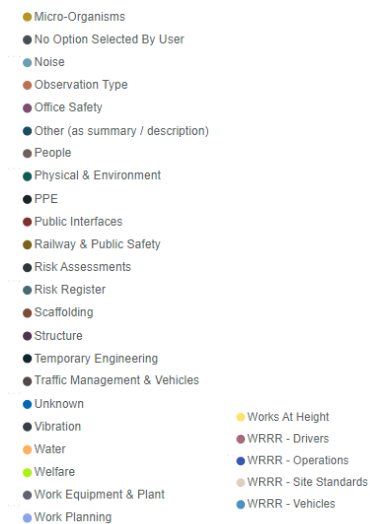 Micro-Organisms
No Option Selected By User
Noise
Observation Type
Office Safety
Other (as summary / description)
People
Physical & Environment
PPE
Public Interfaces
Railway & Public Safety
Risk Assessments
Risk Register
Scaffolding
Structure
Temporary Engineering
Traffic Management & Vehicles
Unknown
Vibration
Water
Welfare
Work Equipment & Plant
Work Planning
Works At Height
WRRR - Drivers
WRRR - Operations
WRRR - Site Standards
WRRR - Vehicles